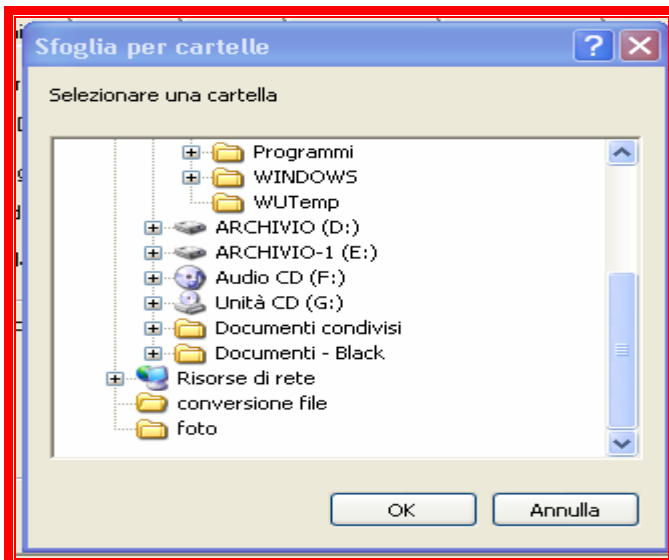 Sfoglia per cartelle
Selezionare una cartella
Programmi
WINDOWS
WUTemp
ARCHIVIO (D:)
ARCHIVIO-1 (E:)
Audio CD (F:)
Unità CD (G:)
Documenti condivisi
Documenti - Black
Risorse di rete
conversione file
foto
OK Annulla